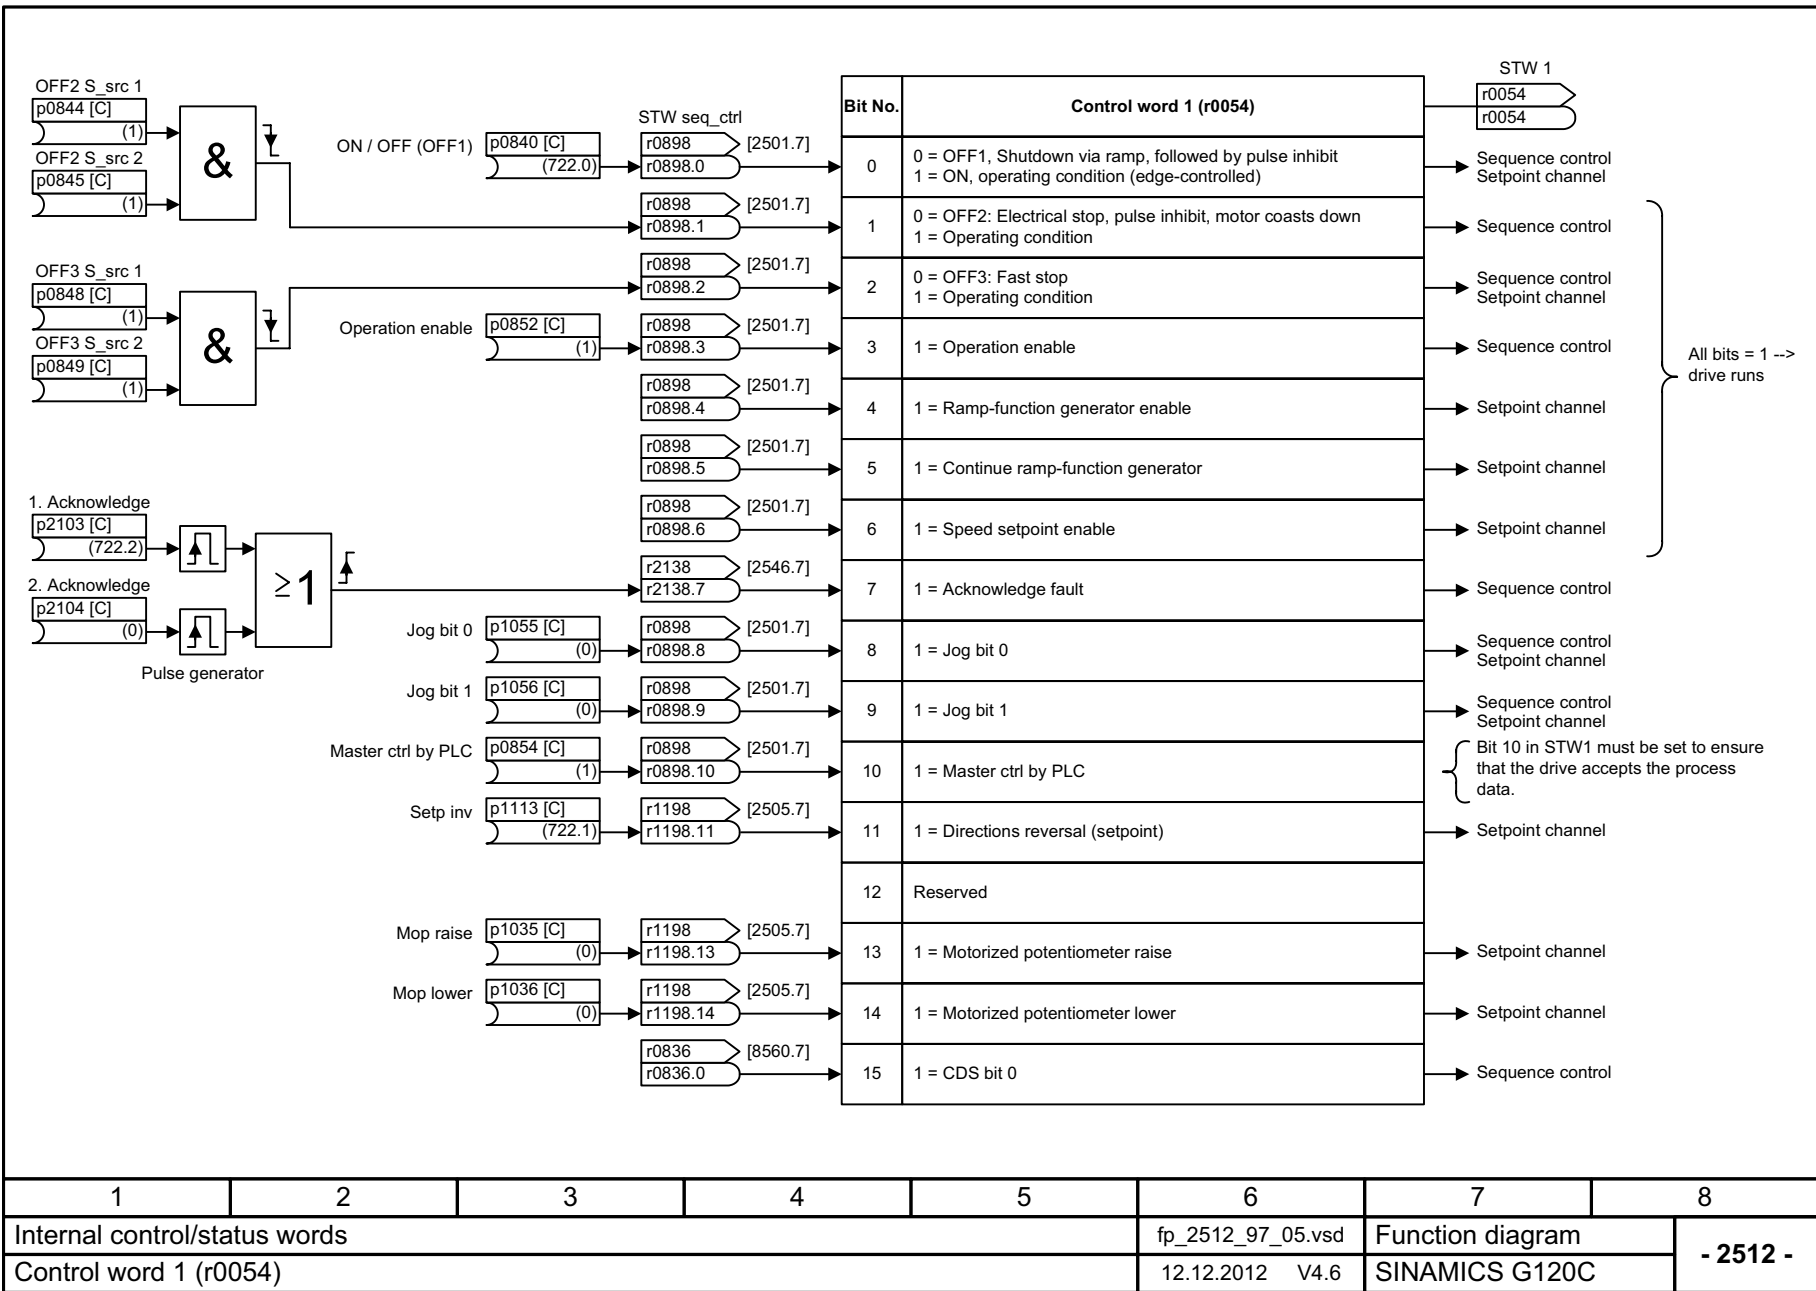 OFF2 S_src 1
p0844 [C]
(1)
OFF2 S_src 2
p0845 [C]
(1)
&
OFF3 S_src 1
p0848 [C]
(1)
OFF3 S_src 2
p0849 [C]
(1)
&
1. Acknowledge
p2103 [C]
(722.2)
2. Acknowledge
p2104 [C]
(0)
≥1
Pulse generator
STW seq_ctrl
ON / OFF (OFF1)
p0840 [C]
(722.0)
r0898
[2501.7]
r0898.0
r0898
[2501.7]
r0898.1
r0898
[2501.7]
r0898.2
Operation enable
p0852 [C]
(1)
r0898
[2501.7]
r0898.3
r0898
[2501.7]
r0898.4
r0898
[2501.7]
r0898.5
r0898
[2501.7]
r0898.6
r2138
[2546.7]
r2138.7
Jog bit 0
p1055 [C]
(0)
r0898
[2501.7]
r0898.8
Jog bit 1
p1056 [C]
(0)
r0898
[2501.7]
r0898.9
Master ctrl by PLC
p0854 [C]
(1)
r0898
[2501.7]
r0898.10
Setp inv
p1113 [C]
(722.1)
r1198
[2505.7]
r1198.11
Mop raise
p1035 [C]
(0)
r1198
[2505.7]
r1198.13
Mop lower
p1036 [C]
(0)
r1198
[2505.7]
r1198.14
r0836
[8560.7]
r0836.0
Bit No.
Control word 1 (r0054)
STW 1
r0054
r0054
0
0 = OFF1, Shutdown via ramp, followed by pulse inhibit
1 = ON, operating condition (edge-controlled)
Sequence control
Setpoint channel
1
0 = OFF2: Electrical stop, pulse inhibit, motor coasts down
1 = Operating condition
Sequence control
2
0 = OFF3: Fast stop
1 = Operating condition
Sequence control
Setpoint channel
3
1 = Operation enable
Sequence control
4
1 = Ramp-function generator enable
Setpoint channel
5
1 = Continue ramp-function generator
Setpoint channel
6
1 = Speed setpoint enable
Setpoint channel
All bits = 1 -->
drive runs
7
1 = Acknowledge fault
Sequence control
8
1 = Jog bit 0
Sequence control
Setpoint channel
9
1 = Jog bit 1
Sequence control
Setpoint channel
10
1 = Master ctrl by PLC
Bit 10 in STW1 must be set to ensure
that the drive accepts the process
data.
11
1 = Directions reversal (setpoint)
Setpoint channel
12
Reserved
13
1 = Motorized potentiometer raise
Setpoint channel
14
1 = Motorized potentiometer lower
Setpoint channel
15
1 = CDS bit 0
Sequence control
1 2 3 4 5 6 7 8
Internal control/status words
fp_2512_97_05.vsd
Function diagram
- 2512 -
Control word 1 (r0054)
12.12.2012 V4.6
SINAMICS G120C